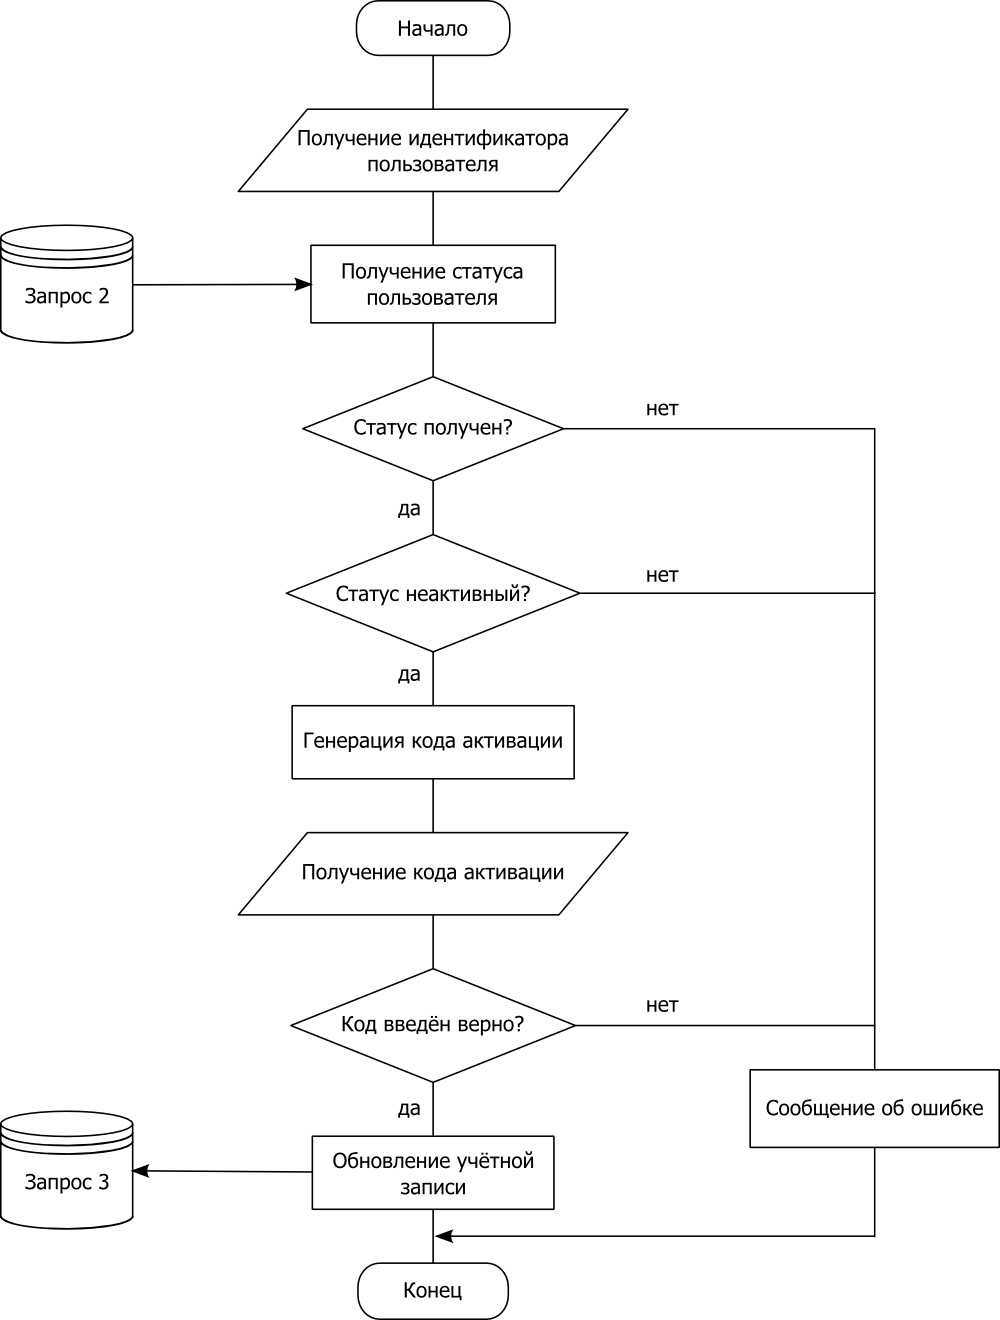 Начало
Получение идентификатора
пользователя
Запрос 2
Получение статуса
пользователя
Статус получен?
нет
да
Статус неактивный?
нет
да
Генерация кода активации
Получение кода активации
Код введён верно?
нет
да
Сообщение об ошибке
Обновление учётной
записи
Запрос 3
Конец